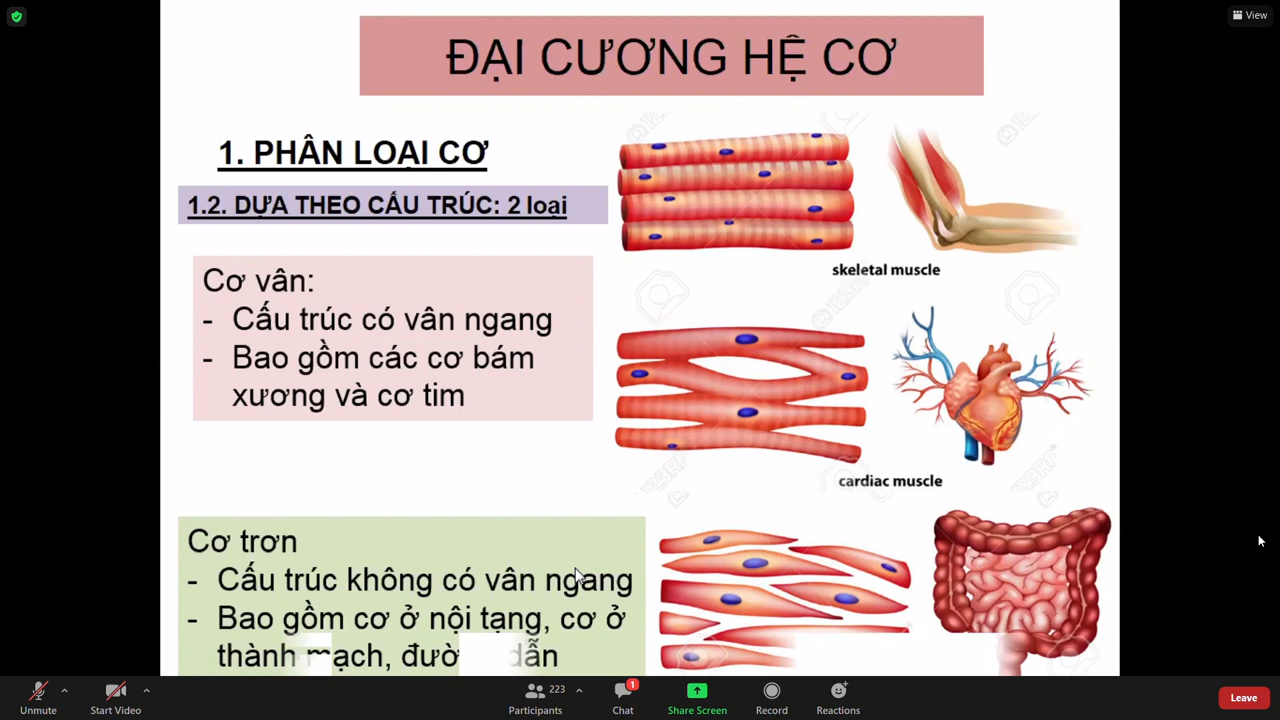 View
ĐẠI CƯƠNG HỆ CƠ
1. PHÂN LOẠI CƠ
1.2. DỰA THEO CẤU TRÚC: 2 loại
Cơ vân:
- Cấu trúc có vân ngang
- Bao gồm các cơ bám
xương và cơ tim
skeletal muscle
cardiac muscle
Cơ trơn
- Cấu trúc không có vân ngang
- Bao gồm cơ ở nội tạng, cơ ở
thành mạch, dẫn
Unmute
Start Video
223
Participants
1
Chat
Share Screen
Record
Reactions
Leave